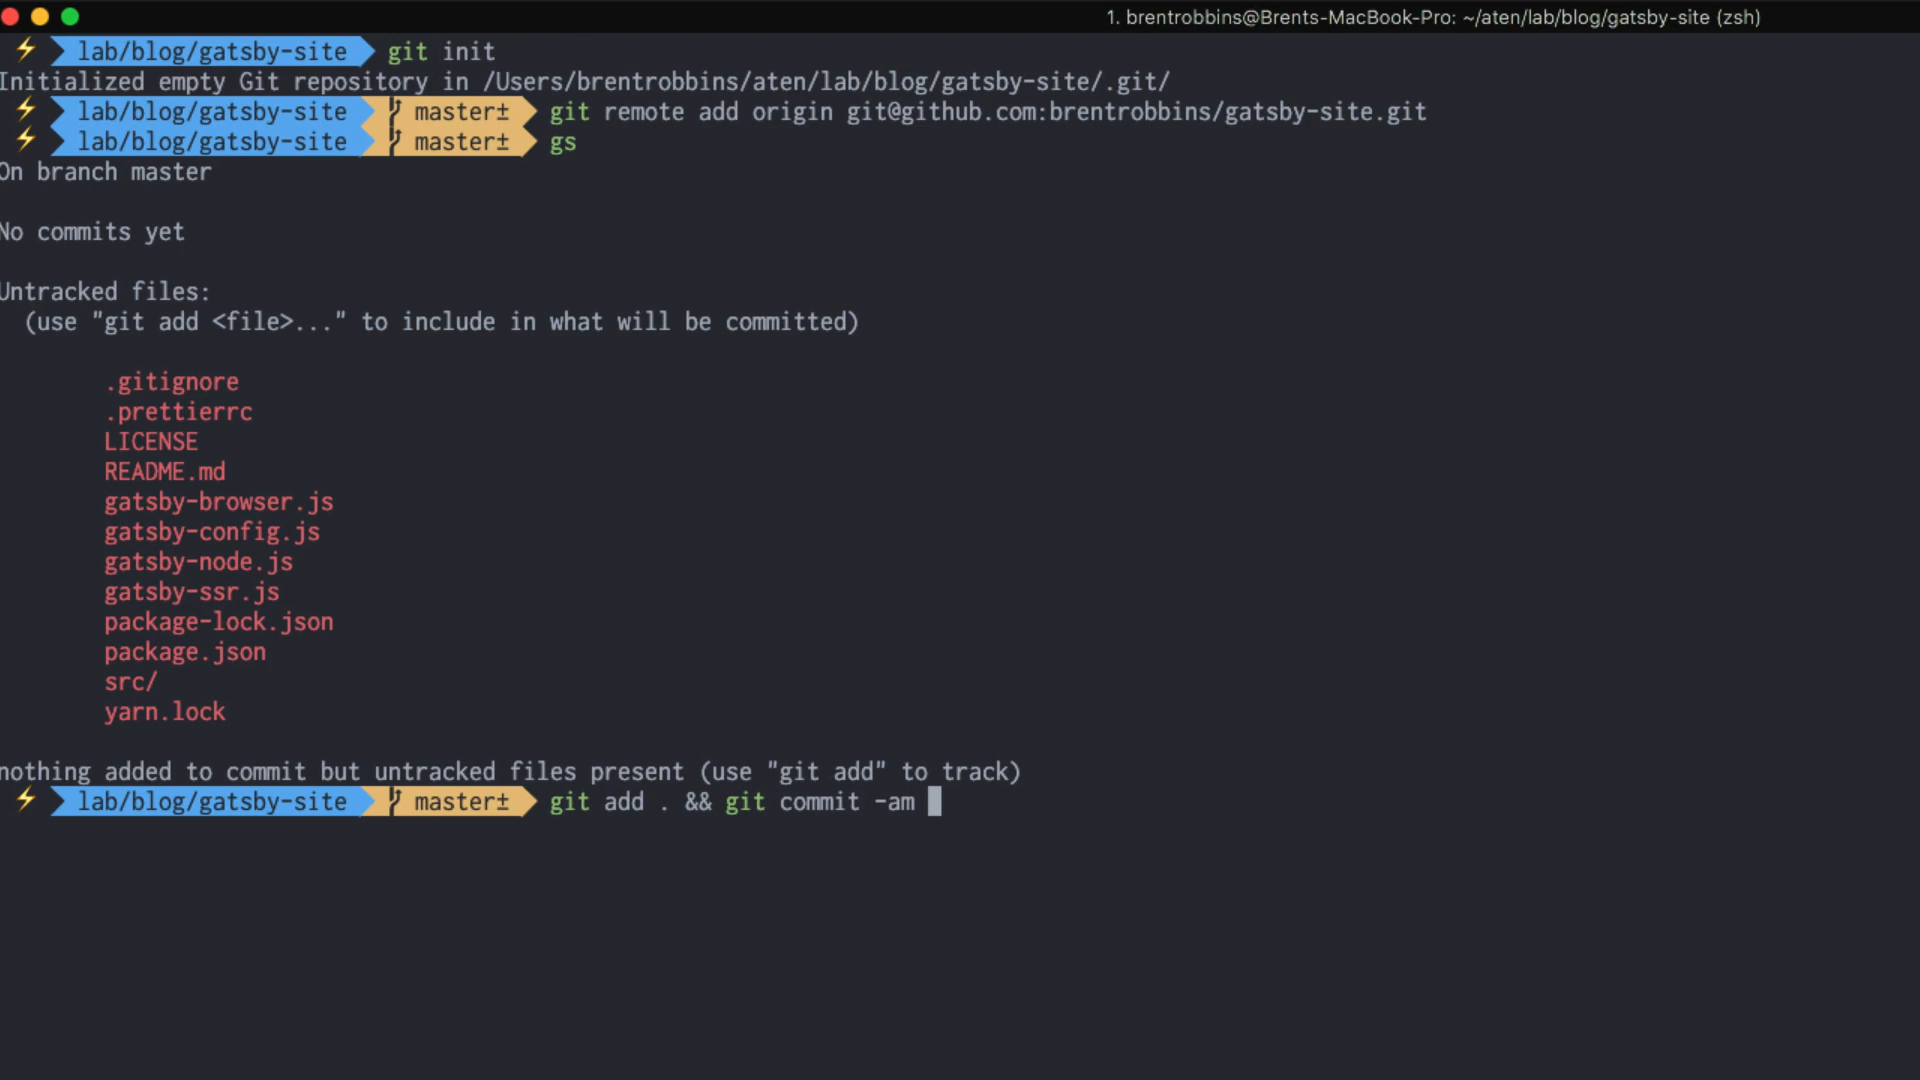 1. brentrobbins@Brents-MacBook-Pro: ~/aten/lab/blog/gatsby-site (zsh)
lab/blog/gatsby-site git init
Initialized empty Git repository in /Users/brentrobbins/aten/lab/blog/gatsby-site/.git/
lab/blog/gatsby-site master± git remote add origin git@github.com:brentrobbins/gatsby-site.git
lab/blog/gatsby-site master± gs
On branch master
No commits yet
Untracked files:
(use "git add <file>..." to include in what will be committed)
.gitignore
.prettierrc
LICENSE
README.md
gatsby-browser.js
gatsby-config.js
gatsby-node.js
gatsby-ssr.js
package-lock.json
package.json
src/
yarn.lock
nothing added to commit but untracked files present (use "git add" to track)
lab/blog/gatsby-site master± git add . && git commit -am